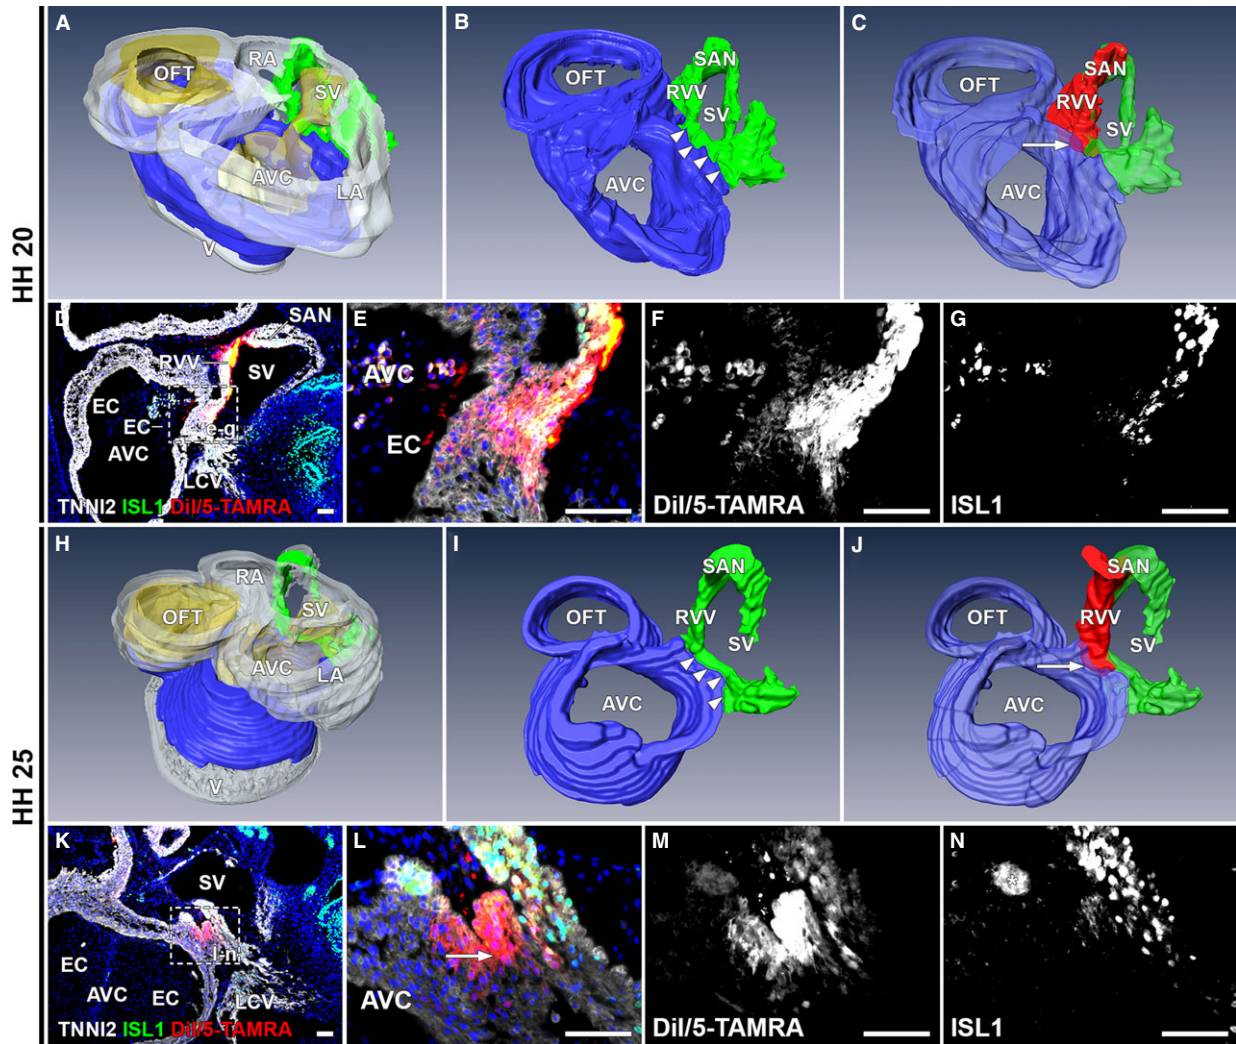 HH 20
A
OFT
RA
SV
AVC
LA
V
B
OFT
SAN
RVV
SV
AVC
C
OFT
SAN
RVV
SV
AVC
D
SAN
RVV
SV
EC
EC
e-g
AVC
LCV
TNNI2 ISL1 DiI/5-TAMRA
E
AVC
EC
F
DiI/5-TAMRA
G
ISL1
HH 25
H
RA
OFT
SV
AVC
LA
V
I
SAN
OFT
RVV
SV
AVC
J
SAN
OFT
RVV
SV
AVC
K
SV
l-n
EC
AVC EC
LCV
TNNI2 ISL1 DiI/5-TAMRA
L
AVC
M
DiI/5-TAMRA
N
*
ISL1